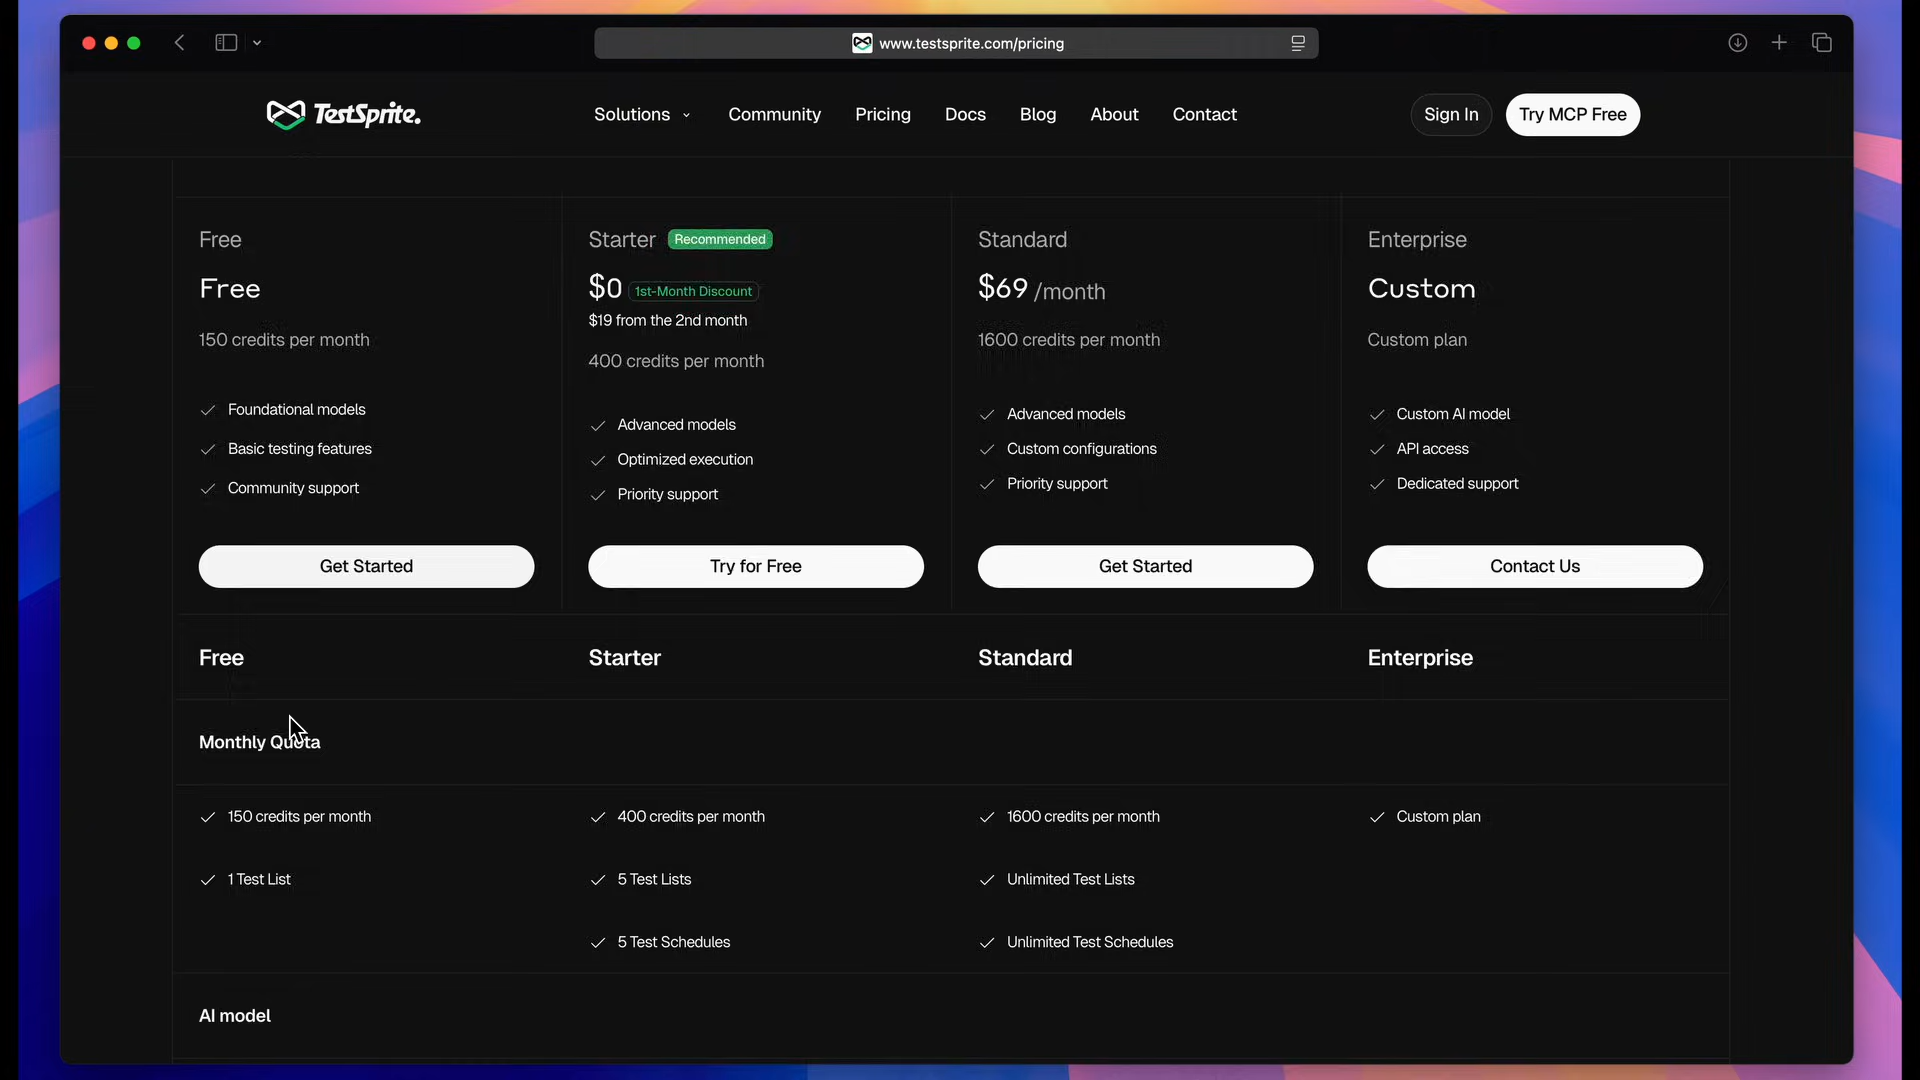 www.testsprite.com/pricing
TestSprite.
Solutions
Community
Pricing
Docs
Blog
About
Contact
Sign In
Try MCP Free
Free
Free
150 credits per month
Foundational models
Basic testing features
Community support
Get Started
Starter
Recommended
$0 1st-Month Discount
$19 from the 2nd month
400 credits per month
Advanced models
Optimized execution
Priority support
Try for Free
Standard
$69 /month
1600 credits per month
Advanced models
Custom configurations
Priority support
Get Started
Enterprise
Custom
Custom plan
Custom AI model
API access
Dedicated support
Contact Us
Free
Starter
Standard
Enterprise
Monthly Quota
150 credits per month
400 credits per month
1600 credits per month
Custom plan
1 Test List
5 Test Lists
Unlimited Test Lists
5 Test Schedules
Unlimited Test Schedules
AI model